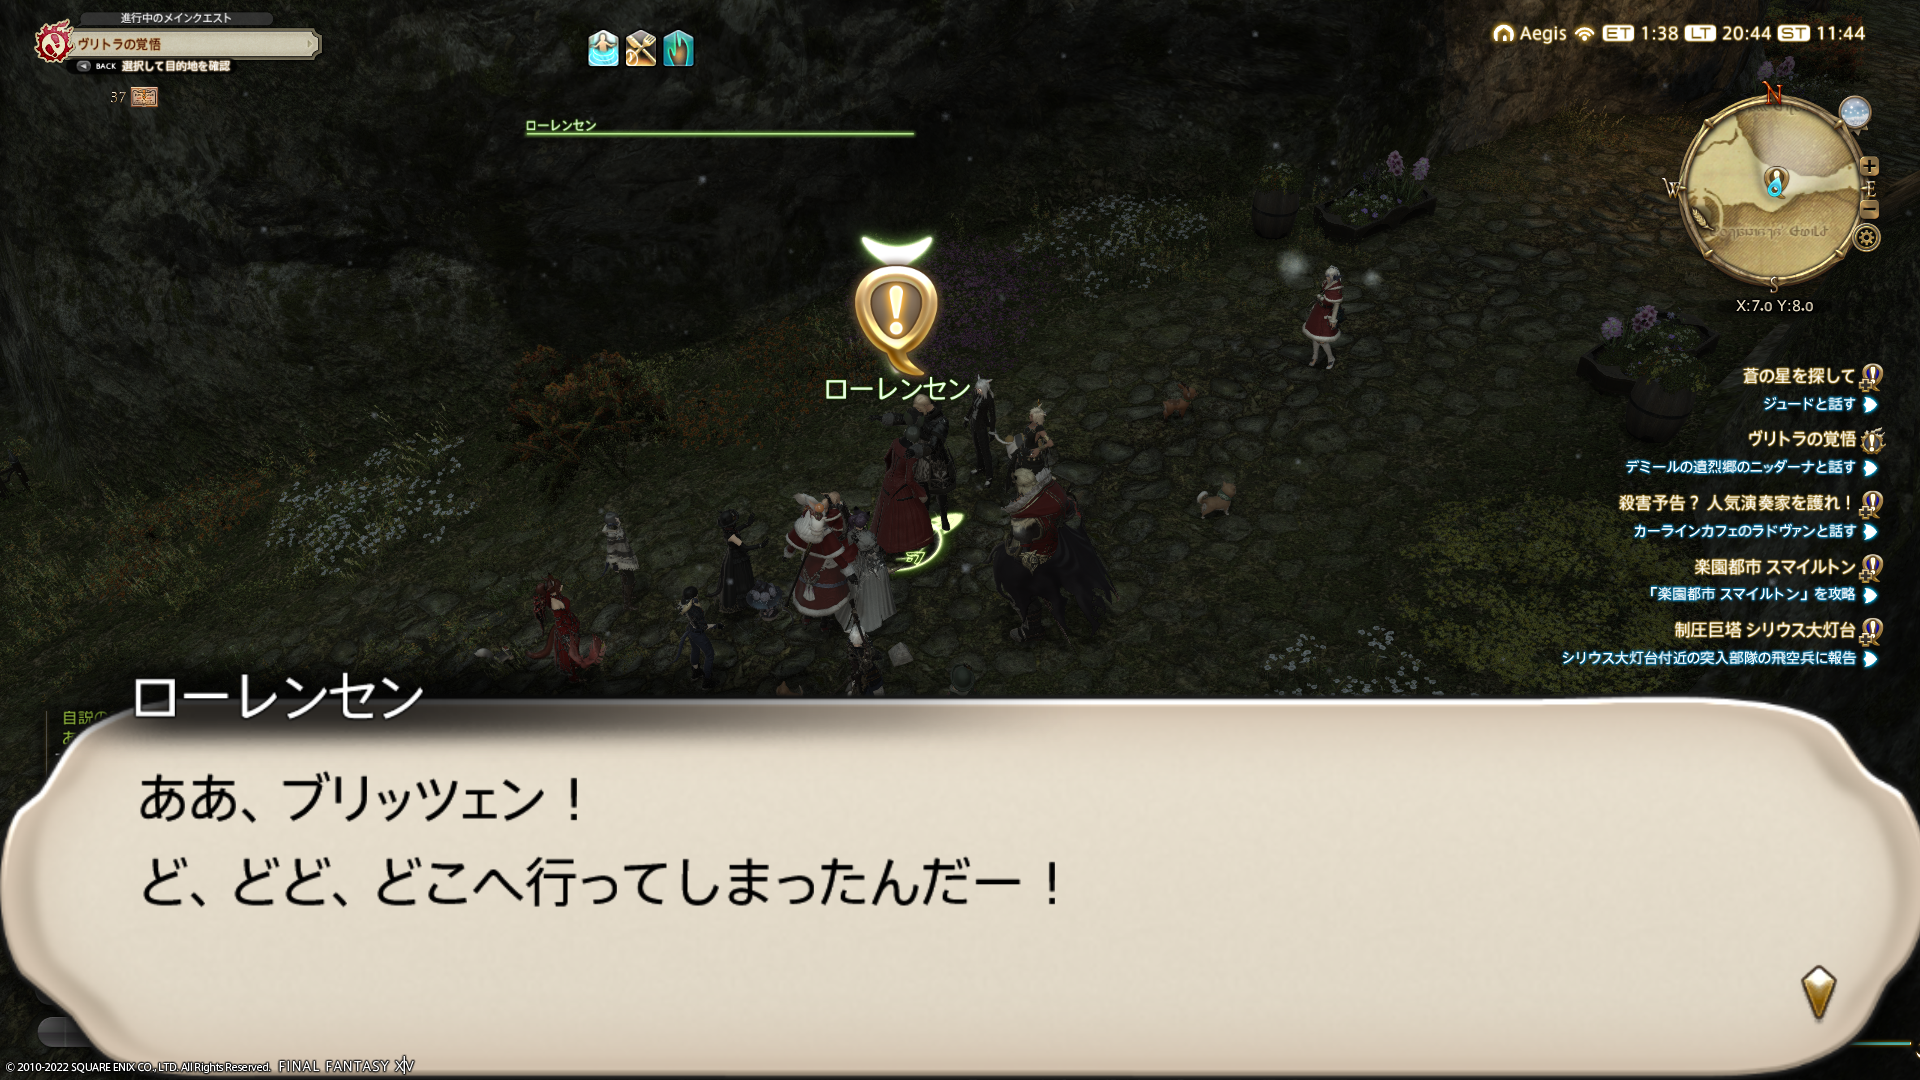 進行中のメインクエスト
ヴリトラの覚悟
BACK 選択して目的地を確認
37
ローレンセン
Aegis ET 1:38 LT 20:44 ST 11:44
N
W
E
S
X:7.0 Y:8.0
ローレンセン
蒼の星を探して
ジュードと話す
ヴリトラの覚悟
デミールの遺烈郷のニッダーナと話す
殺害予告？ 人気演奏家を護れ！
カーラインカフェのラドヴァンと話す
楽園都市 スマイルトン
「楽園都市 スマイルトン」を攻略
制圧巨塔 シリウス大灯台
シリウス大灯台付近の突入部隊の飛空兵に報告
自説の
お
ローレンセン
ああ、ブリッツェン！
ど、どど、どこへ行ってしまったんだー！
© 2010-2022 SQUARE ENIX CO., LTD. All Rights Reserved. FINAL FANTASY XIV